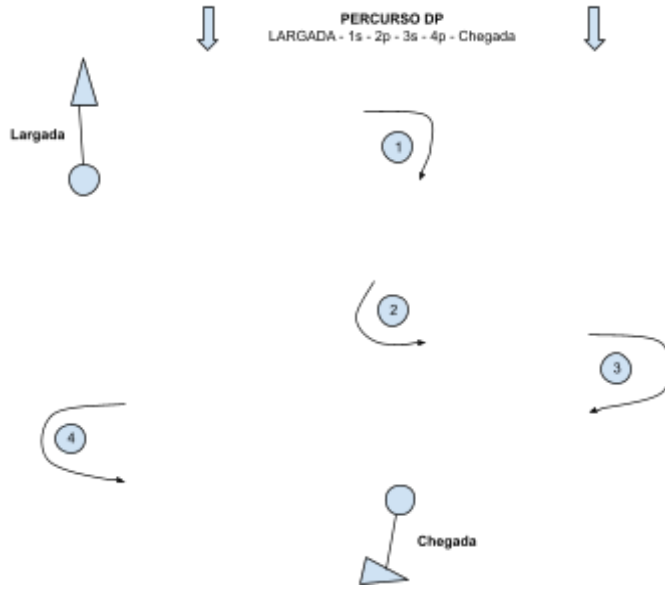 PERCURSO DP
LARGADA - 1s - 2p - 3s - 4p - Chegada
Largada
1
2
3
4
Chegada